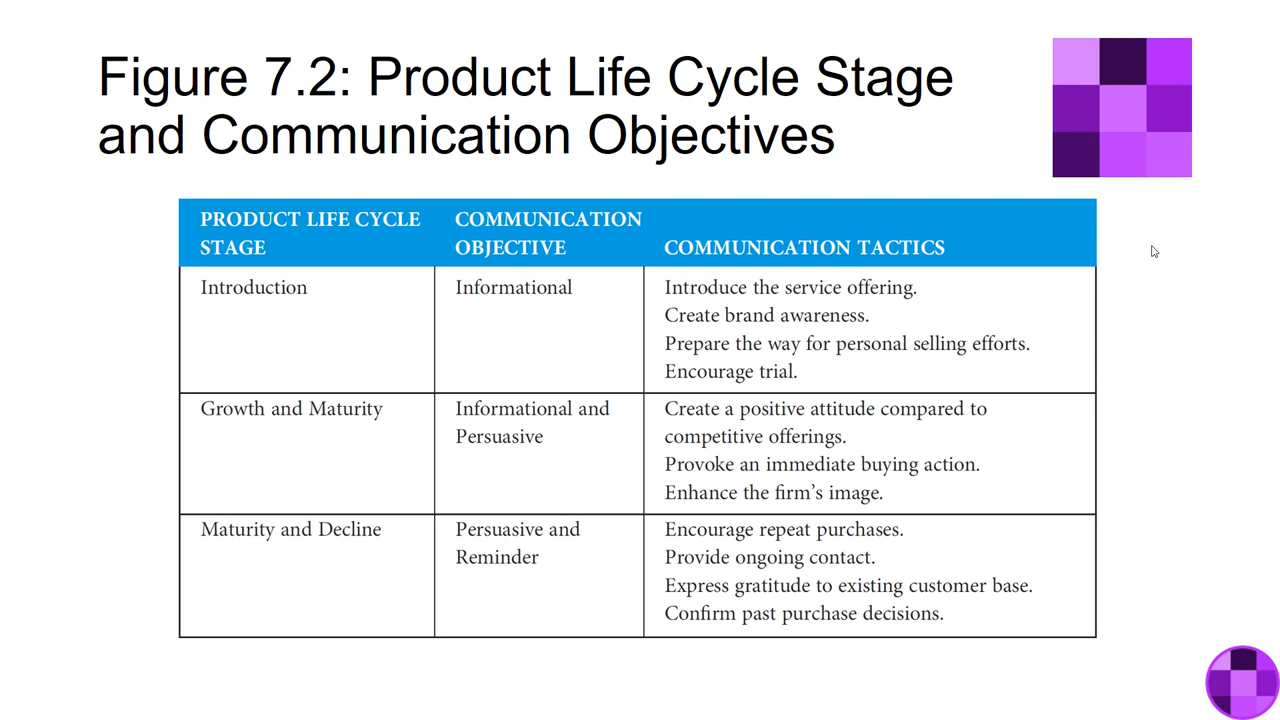 Figure 7.2: Product Life Cycle Stage
and Communication Objectives
PRODUCT LIFE CYCLE
STAGE
COMMUNICATION
OBJECTIVE
COMMUNICATION TACTICS
Introduction
Informational
Introduce the service offering.
Create brand awareness.
Prepare the way for personal selling efforts.
Encourage trial.
Growth and Maturity
Informational and
Persuasive
Create a positive attitude compared to
competitive offerings.
Provoke an immediate buying action.
Enhance the firm’s image.
Maturity and Decline
Persuasive and
Reminder
Encourage repeat purchases.
Provide ongoing contact.
Express gratitude to existing customer base.
Confirm past purchase decisions.